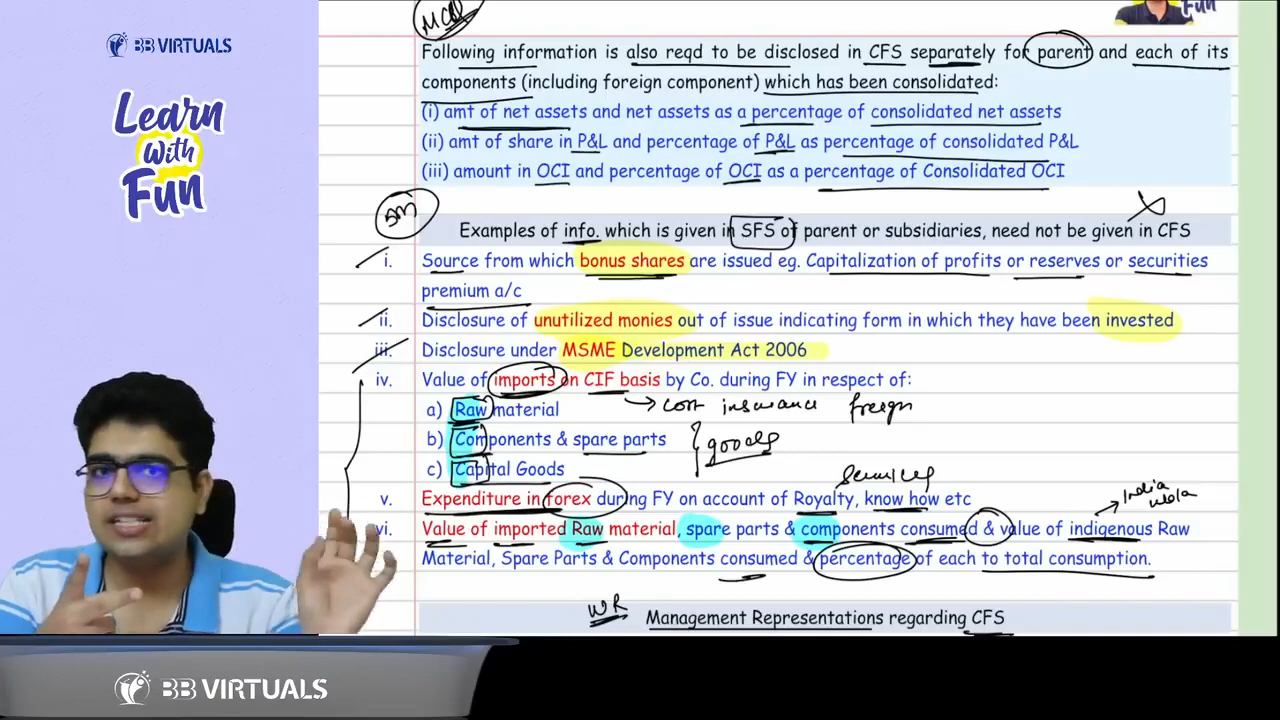 MCQ
Fun
BB VIRTUALS
Learn
With
Fun
Following information is also reqd to be disclosed in CFS separately for parent and each of its
components (including foreign component) which has been consolidated:
(i) amt of net assets and net assets as a percentage of consolidated net assets
(ii) amt of share in P&L and percentage of P&L as percentage of consolidated P&L
(iii) amount in OCI and percentage of OCI as a percentage of Consolidated OCI
SM
Examples of info. which is given in SFS of parent or subsidiaries, need not be given in CFS
i. Source from which bonus shares are issued eg. Capitalization of profits or reserves or securities
premium a/c
ii. Disclosure of unutilized monies out of issue indicating form in which they have been invested
iii. Disclosure under MSME Development Act 2006
iv. Value of imports on CIF basis by Co. during FY in respect of:
a) Raw material → cost insurance freign
b) Components & spare parts goods
c) Capital Goods
services
v. Expenditure in forex during FY on account of Royalty, know how etc
India
vi. Value of imported Raw material, spare parts & components consumed & value of indigenous Raw
Material, Spare Parts & Components consumed & percentage of each to total consumption.
WR
Management Representations regarding CFS
BB VIRTUALS